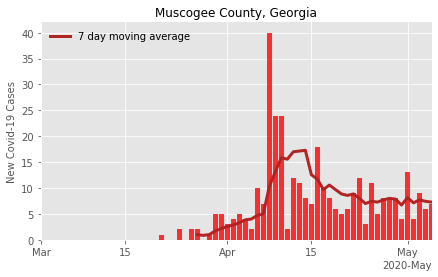 Muscogee County, Georgia
7 day moving average
New Covid-19 Cases
40
35
30
25
20
15
10
5
0
Mar
15
Apr
15
May
2020-May